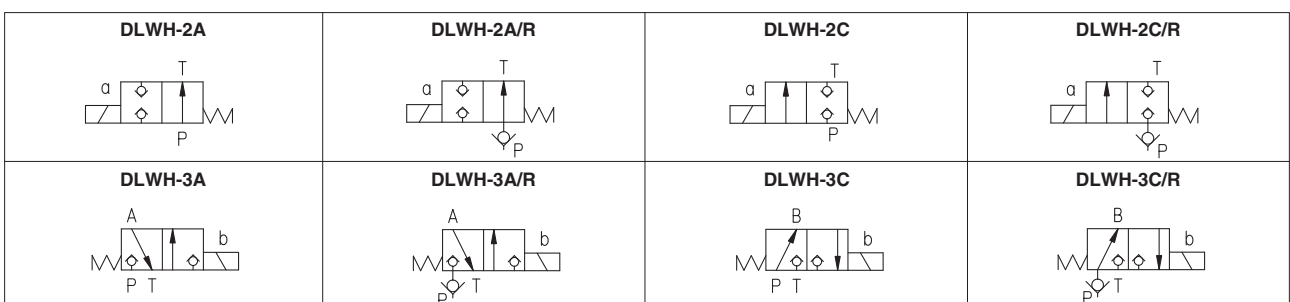 DLWH-2A
DLWH-2A/R
DLWH-2C
DLWH-2C/R
T
a
P
T
a
P
T
a
P
T
a
P
DLWH-3A
DLWH-3A/R
DLWH-3C
DLWH-3C/R
A
b
P T
A
b
P T
B
b
P T
B
b
P T